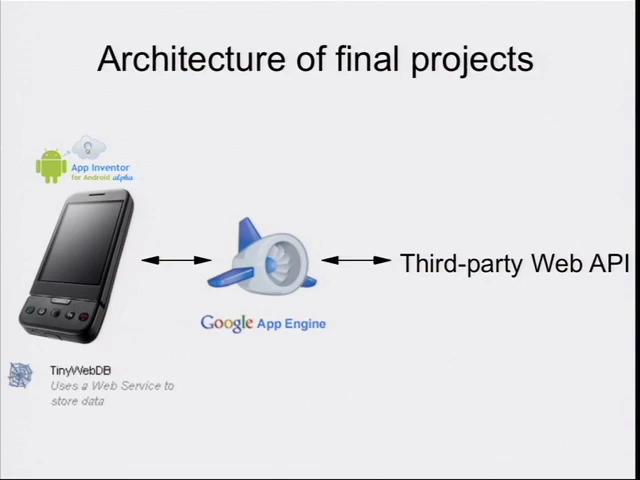 Architecture of final projects
App Inventor
for Android alpha
Third-party Web API
Google App Engine
TinyWebDB
Uses a Web Service to
store data